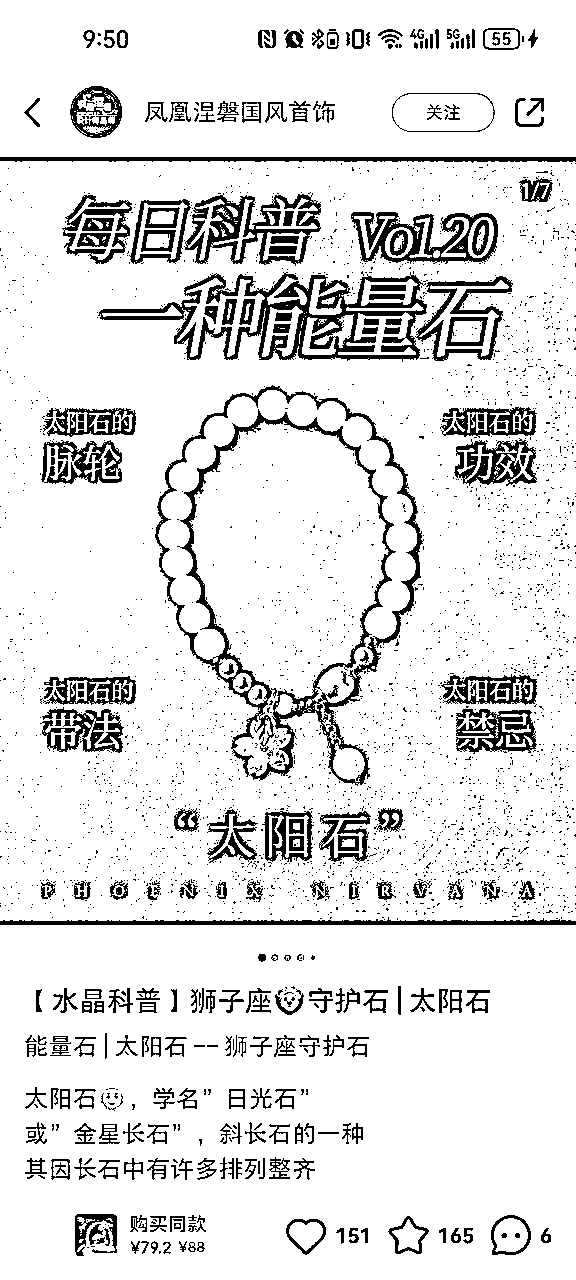 9:50
4G 5G 55
凤凰涅磐国风首饰
关注
1/7
每日科普 Vol.20
一种能量石
太阳石的
脉轮
太阳石的
功效
太阳石的
带法
太阳石的
禁忌
“太阳石”
PHOENIX NIRVANA
【水晶科普】狮子座🦁守护石|太阳石
能量石|太阳石——狮子座守护石
太阳石🌞，学名”日光石”
或”金星长石”，斜长石的一种
其因长石中有许多排列整齐
购买同款
¥79.2 ¥88
151 165 6